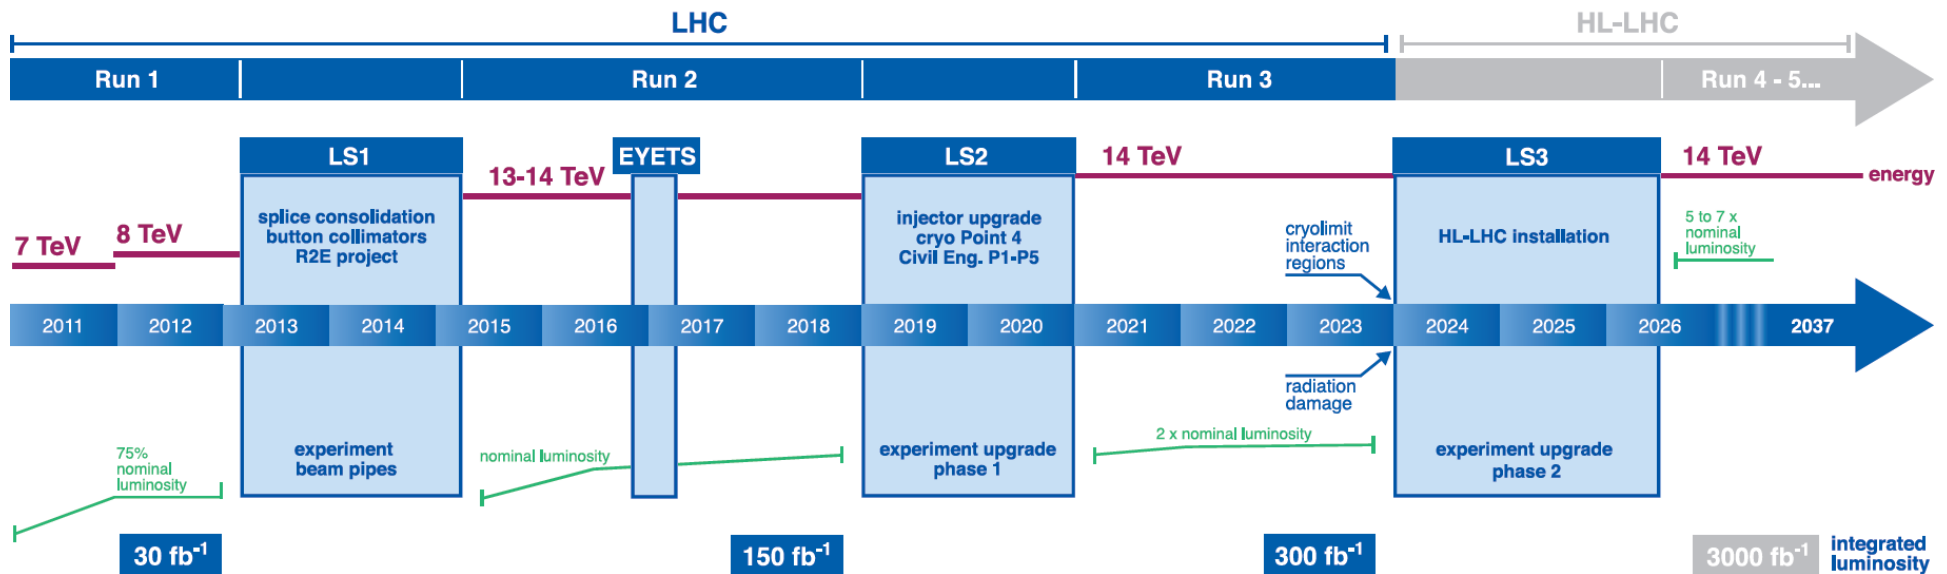 LHC
HL-LHC
Run 1
Run 2
Run 3
Run 4 - 5...
LS1
EYETS
LS2
14 TeV
LS3
14 TeV
energy
13-14 TeV
7 TeV
8 TeV
splice consolidation
button collimators
R2E project
injector upgrade
cryo Point 4
Civil Eng. P1-P5
cryolimit
interaction
regions
HL-LHC installation
5 to 7 x
nominal
luminosity
2011
2012
2013
2014
2015
2016
2017
2018
2019
2020
2021
2022
2023
2024
2025
2026
2037
radiation
damage
75%
nominal
luminosity
experiment
beam pipes
nominal luminosity
experiment upgrade
phase 1
2 x nominal luminosity
experiment upgrade
phase 2
30 fb⁻¹
150 fb⁻¹
300 fb⁻¹
3000 fb⁻¹
integrated
luminosity